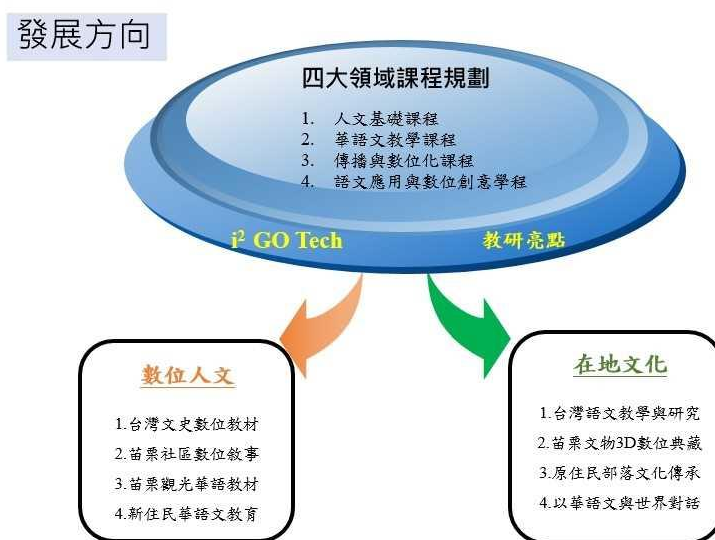 發展方向
四大領域課程規劃
1. 人文基礎課程
2. 華語文教學課程
3. 傳播與數位化課程
4. 語文應用與數位創意學程
i² GO Tech 教研亮點
數位人文
1.台灣文史數位教材
2.苗栗社區數位敘事
3.苗栗觀光華語教材
4.新住民華語文教育
在地文化
1.台灣語文教學與研究
2.苗栗文物3D數位典藏
3.原住民部落文化傳承
4.以華語文與世界對話